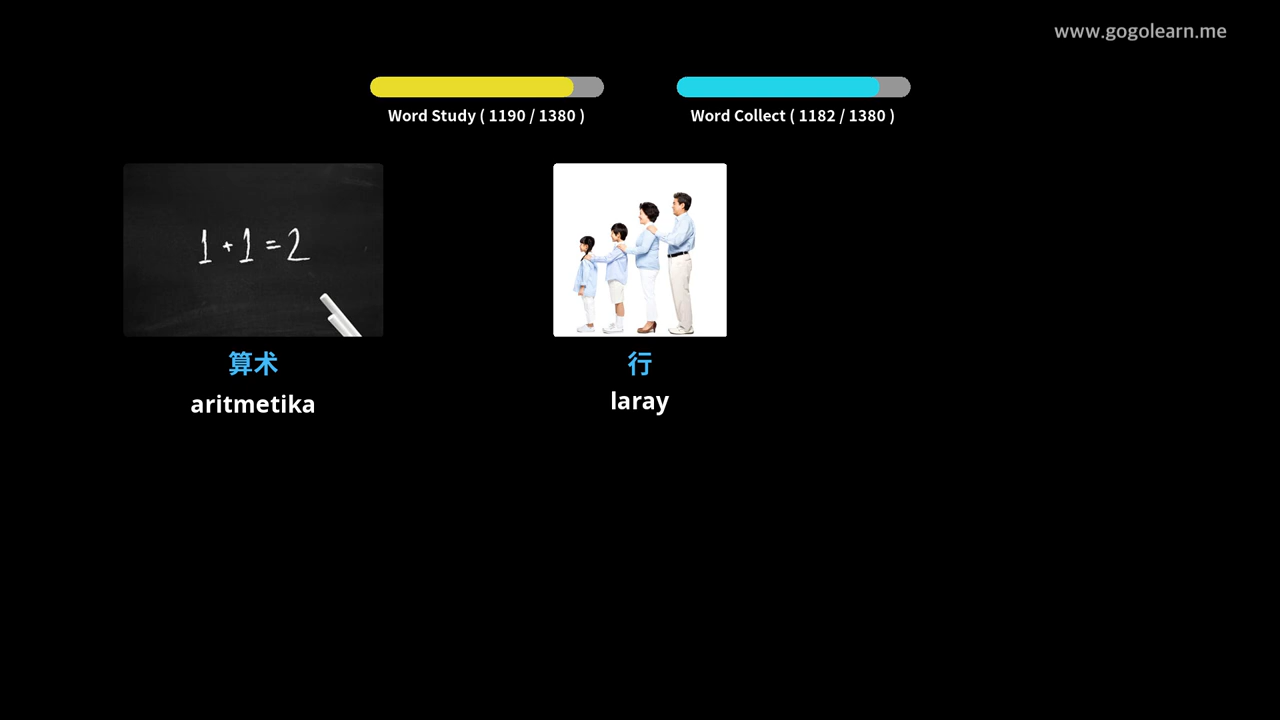 www.gogolearn.me
Word Study ( 1190 / 1380 )
Word Collect ( 1182 / 1380 )
1 + 1 = 2
算术
aritmetika
行
laray